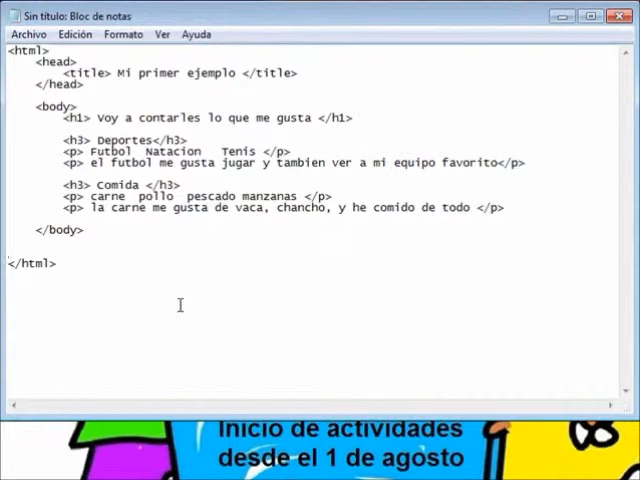 Sin título: Bloc de notas
Archivo Edición Formato Ver Ayuda
<html>
<head>
<title> Mi primer ejemplo </title>
</head>
<body>
<h1> Voy a contarles lo que me gusta </h1>
<h3> Deportes</h3>
<p> Futbol Natacion Tenis </p>
<p> el futbol me gusta jugar y tambien ver a mi equipo favorito</p>
<h3> Comida </h3>
<p> carne pollo pescado manzanas </p>
<p> la carne me gusta de vaca, chancho, y he comido de todo </p>
</body>
</html>
Inicio de actividades
desde el 1 de agosto